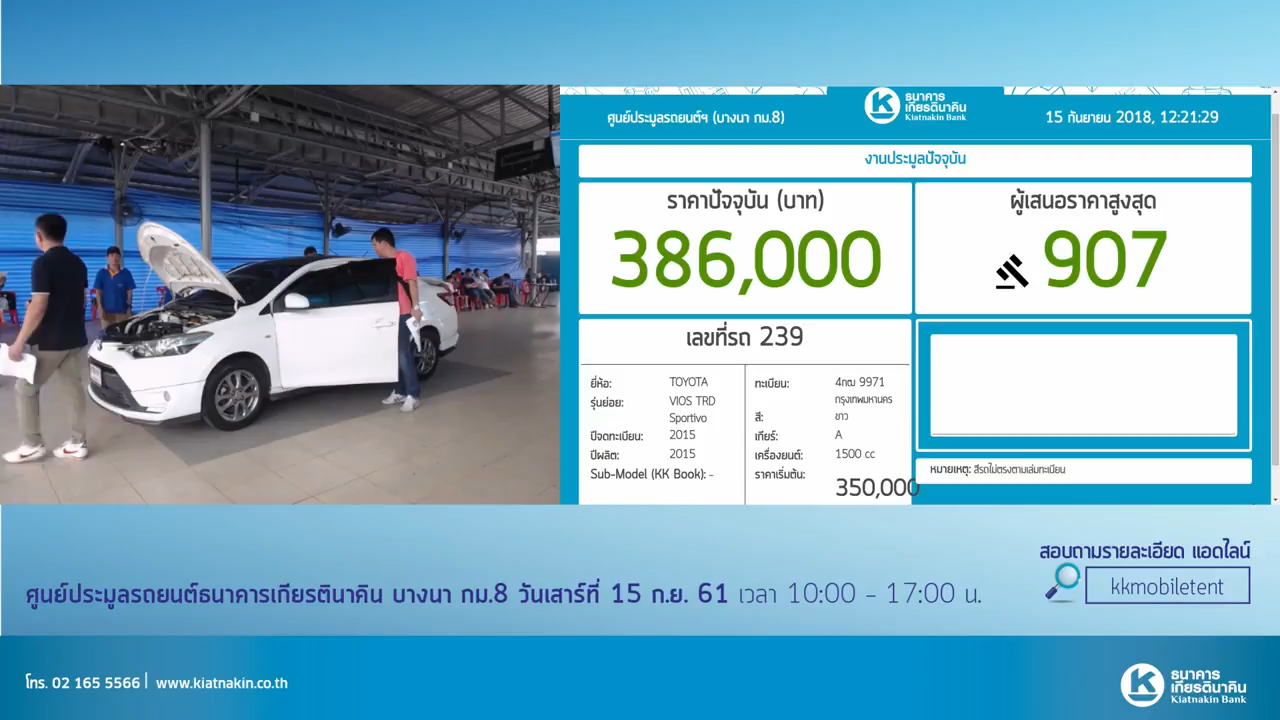 ศูนย์ประมูลรถยนต์ฯ (บางนา กม.8)
ธนาคาร
เกียรตินาคิน
Kiatnakin Bank
15 กันยายน 2018, 12:21:29
งานประมูลปัจจุบัน
ราคาปัจจุบัน (บาท)
386,000
ผู้เสนอราคาสูงสุด
907
เลขที่รถ 239
ยี่ห้อ: TOYOTA
รุ่นย่อย: VIOS TRD
Sportivo
ปีจดทะเบียน: 2015
ปีผลิต: 2015
Sub-Model (KK Book): -
ทะเบียน: 4กฒ 9971
กรุงเทพมหานคร
สี: ขาว
เกียร์: A
เครื่องยนต์: 1500 cc
ราคาเริ่มต้น: 350,000
หมายเหตุ: สีรถไม่ตรงตามเล่มทะเบียน
สอบถามรายละเอียด แอดไลน์
kkmobiletent
ศูนย์ประมูลรถยนต์ธนาคารเกียรตินาคิน บางนา กม.8 วันเสาร์ที่ 15 ก.ย. 61 เวลา 10:00 - 17:00 น.
โทร. 02 165 5566 | www.kiatnakin.co.th
ธนาคาร
เกียรตินาคิน
Kiatnakin Bank